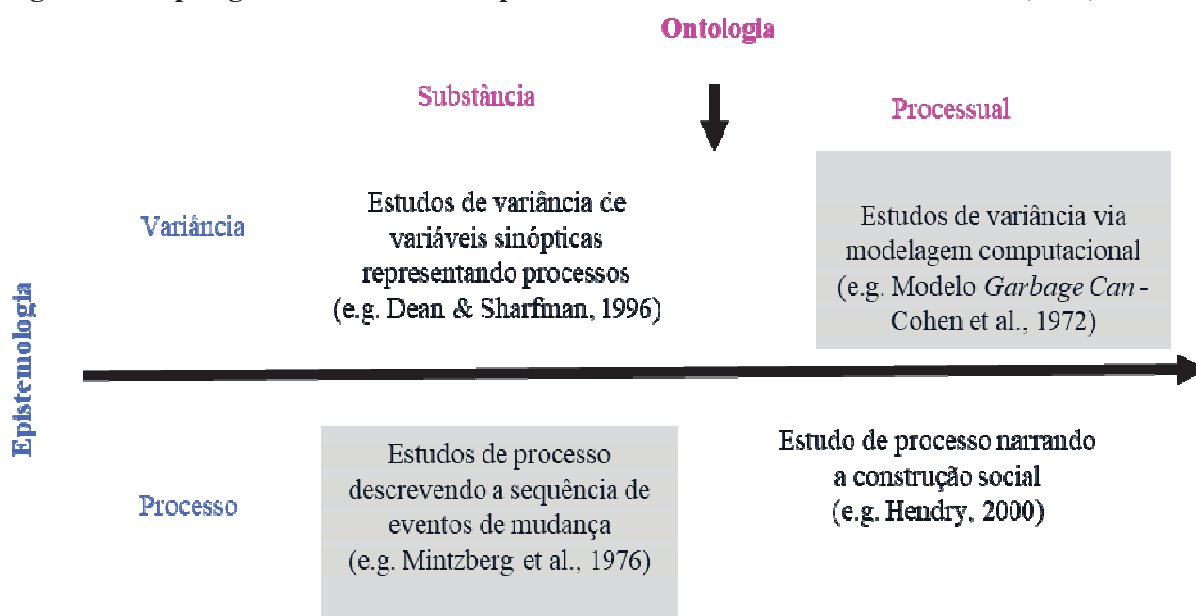 Ontologia
Substância
Processual
Variância
Estudos de variância de
variáveis sinópticas
representando processos
(e.g. Dean & Sharfman, 1996)
Estudos de variância via
modelagem computacional
(e.g. Modelo Garbage Can -
Cohen et al., 1972)
Epistemologia
Processo
Estudos de processo
descrevendo a sequência de
eventos de mudança
(e.g. Mintzberg et al., 1976)
Estudo de processo narrando
a construção social
(e.g. Hendry, 2000)